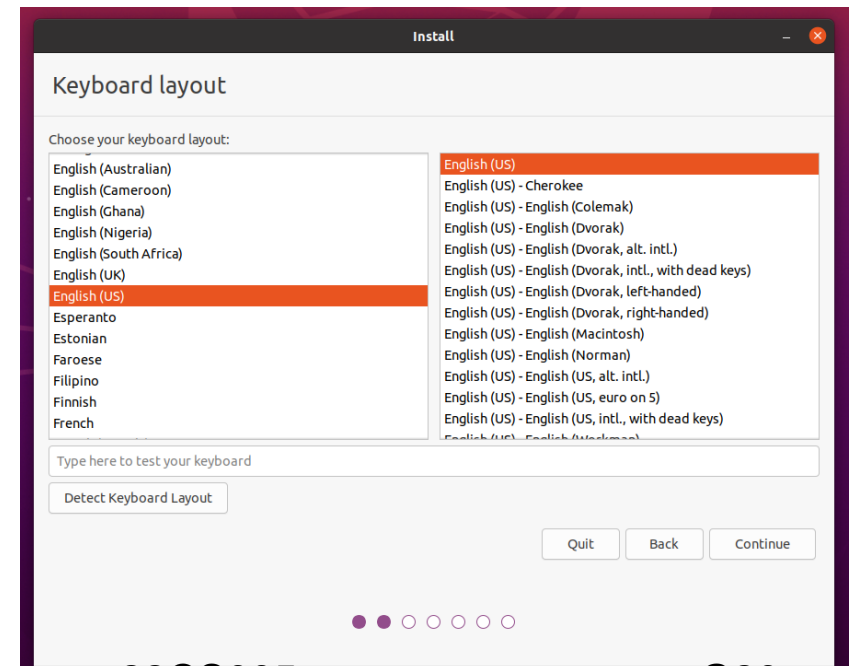 Install
Keyboard layout
Choose your keyboard layout:
English (Australian)
English (Cameroon)
English (Ghana)
English (Nigeria)
English (South Africa)
English (UK)
English (US)
Esperanto
Estonian
Faroese
Filipino
Finnish
French
English (US)
English (US) - Cherokee
English (US) - English (Colemak)
English (US) - English (Dvorak)
English (US) - English (Dvorak, alt. intl.)
English (US) - English (Dvorak, intl., with dead keys)
English (US) - English (Dvorak, left-handed)
English (US) - English (Dvorak, right-handed)
English (US) - English (Macintosh)
English (US) - English (Norman)
English (US) - English (US, alt. intl.)
English (US) - English (US, euro on 5)
English (US) - English (US, intl., with dead keys)
English (US) - English (Workman)
Type here to test your keyboard
Detect Keyboard Layout
Quit Back Continue